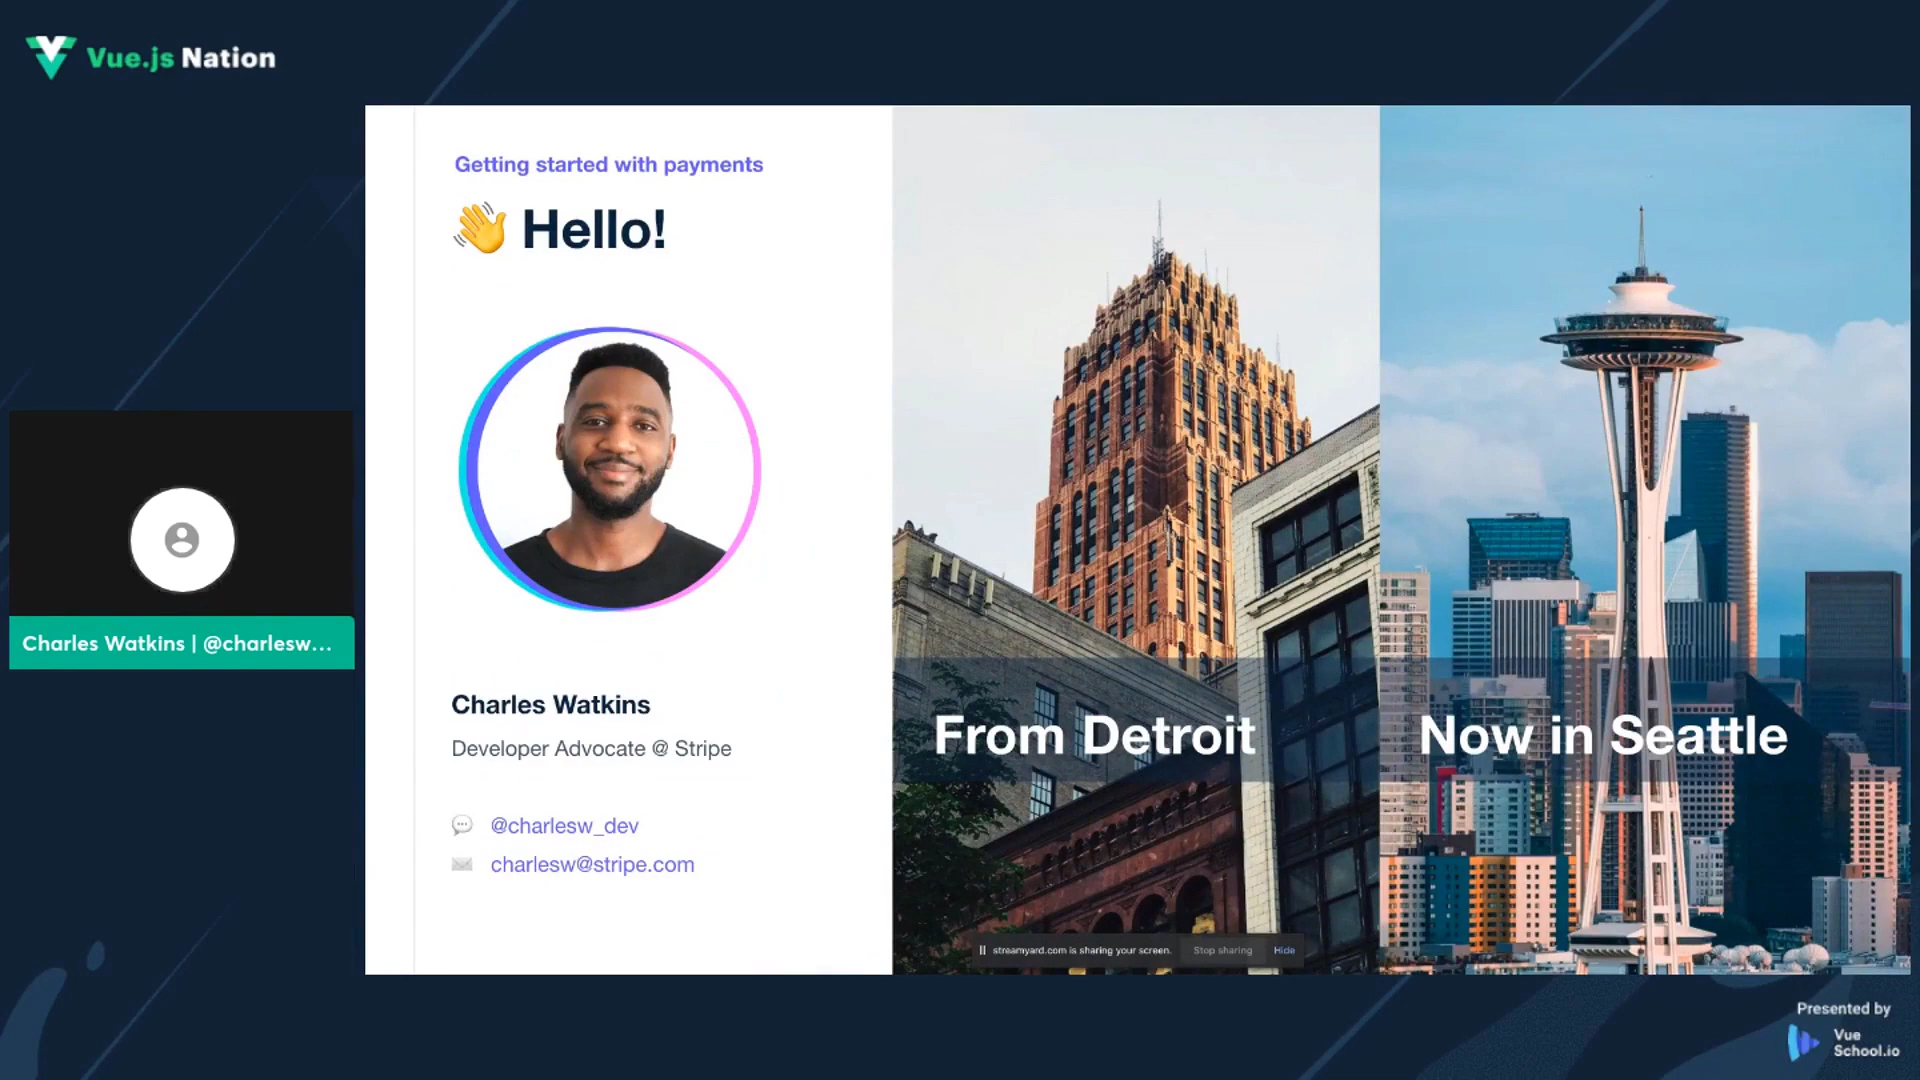 Vue.js Nation
Getting started with payments
👋 Hello!
Charles Watkins
Developer Advocate @ Stripe
@charlesw_dev
charlesw@stripe.com
From Detroit
Now in Seattle
Charles Watkins | @charlesw...
streamyard.com is sharing your screen. Stop sharing Hide
Presented by
Vue
School.io